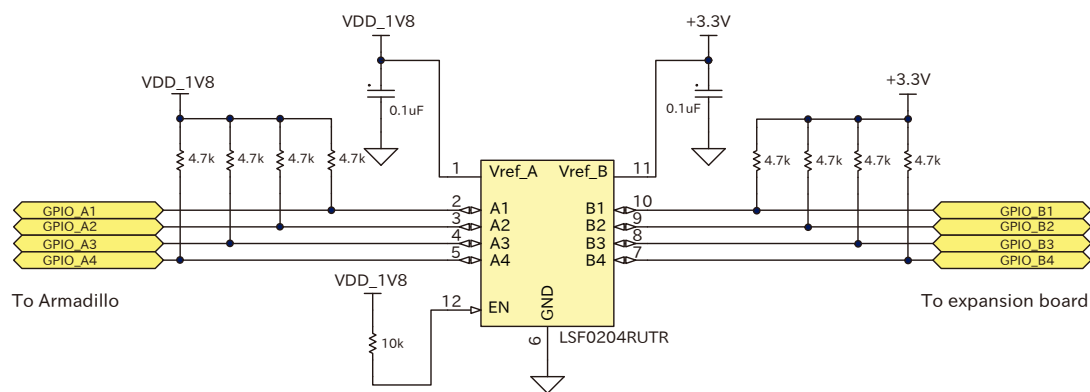 VDD_1V8
+3.3V
VDD_1V8
+3.3V
0.1uF
0.1uF
4.7k
4.7k
4.7k
4.7k
4.7k
4.7k
4.7k
4.7k
1
Vref_A
Vref_B
11
GPIO_A1
2
A1
B1
10
GPIO_B1
GPIO_A2
3
A2
B2
9
GPIO_B2
GPIO_A3
4
A3
B3
8
GPIO_B3
GPIO_A4
5
A4
B4
7
GPIO_B4
To Armadillo
To expansion board
VDD_1V8
12
EN
GND
6
LSF0204RUTR
10k